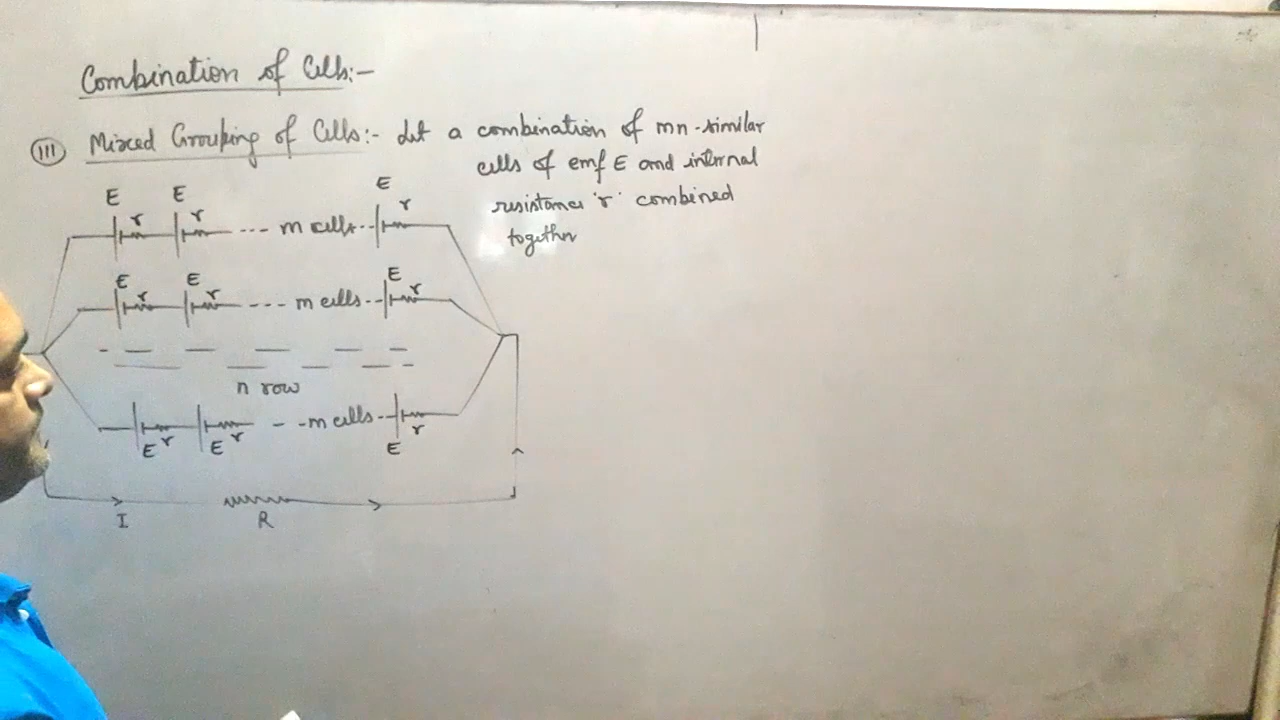 Combination of Cells:-
(III) Mixed Grouping of Cells:- Let a combination of mn-similar
cells of emf E and internal
resistance 'r' combined
together
E E E
r r --- m cells -- r
E E E
r r --- m cells -- r
n row
r r - - m cells - r
E E E
I R